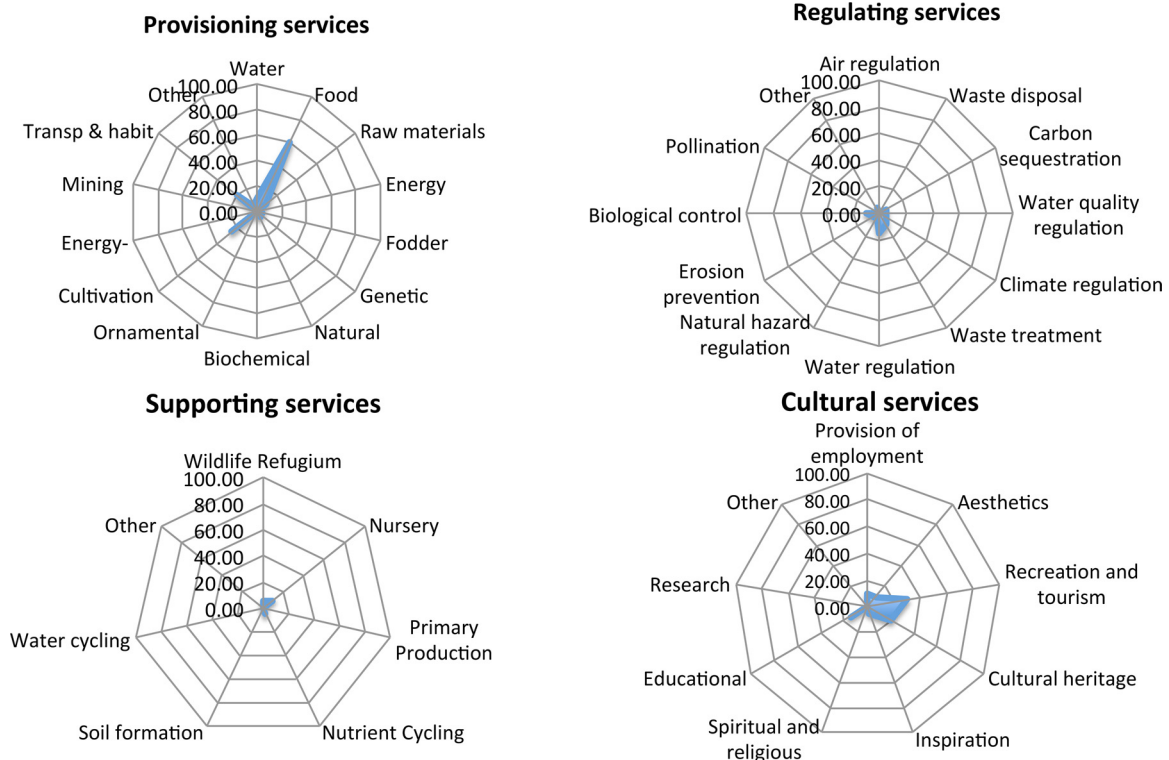 Provisioning services
Water
100.00
Other
Food
80.00
Transp & habit
Raw materials
60.00
40.00
Mining
Energy
20.00
0.00
Energy-
Fodder
Cultivation
Genetic
Ornamental
Natural
Biochemical
Regulating services
Air regulation
100.00
Other
Waste disposal
80.00
Pollination
Carbon
sequestration
60.00
40.00
20.00
Biological control
0.00
Water quality
regulation
Erosion
prevention
Climate regulation
Natural hazard
regulation
Waste treatment
Water regulation
Supporting services
Wildlife Refugium
100.00
Other
Nursery
80.00
60.00
40.00
20.00
0.00
Water cycling
Primary
Production
Soil formation
Nutrient Cycling
Cultural services
Provision of
employment
100.00
Other
Aesthetics
80.00
60.00
40.00
Research
Recreation and
tourism
20.00
0.00
Educational
Cultural heritage
Spiritual and
religious
Inspiration